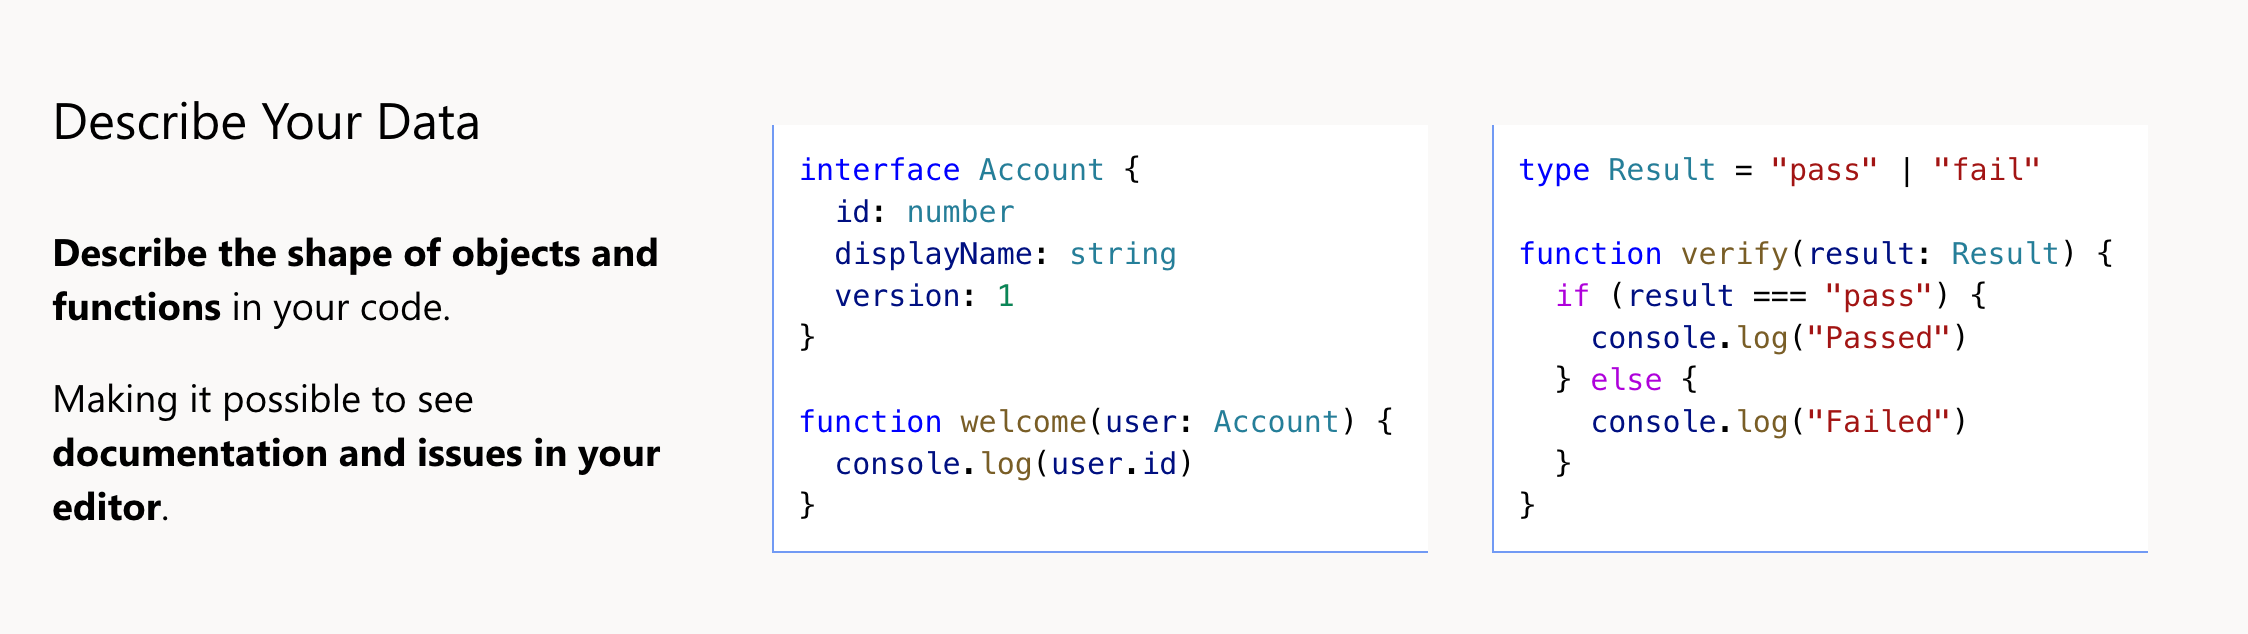 Describe Your Data
Describe the shape of objects and
functions in your code.
Making it possible to see
documentation and issues in your
editor.
interface Account {
  id: number
  displayName: string
  version: 1
}

function welcome(user: Account) {
  console.log(user.id)
}
type Result = "pass" | "fail"

function verify(result: Result) {
  if (result === "pass") {
    console.log("Passed")
  } else {
    console.log("Failed")
  }
}